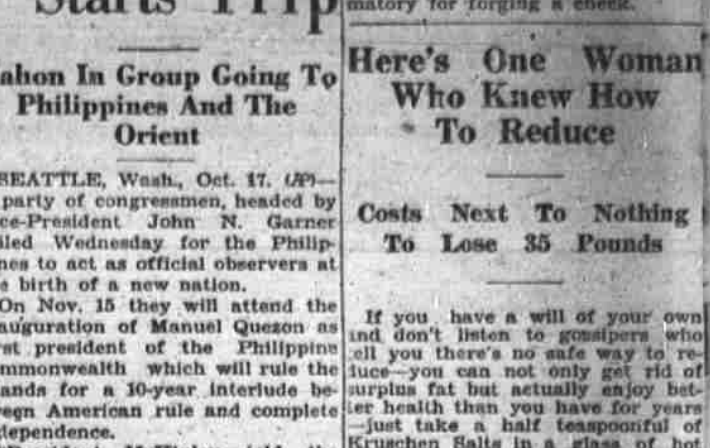 Starts Trip
ahon In Group Going To
Philippines And The
Orient
SEATTLE, Wash., Oct. 17. (AP)—
party of congressmen, headed by
ce-President John N. Garner
iled Wednesday for the Philip-
nes to act as official observers at
e birth of a new nation.
On Nov. 15 they will attend the
auguration of Manuel Quezon as
st president of the Philippine
mmonwealth which will rule the
ands for a 10-year interlude be-
een American rule and complete
dependence.
matory for forging a check.
Here's One Woman
Who Knew How
To Reduce
Costs Next To Nothing
To Lose 35 Pounds
If you have a will of your own
and don't listen to gossipers who
tell you there's no safe way to re-
duce—you can not only get rid of
surplus fat but actually enjoy bet-
ter health than you have for years
—just take a half teaspoonful of
Kruschen Salts in a glass of hot